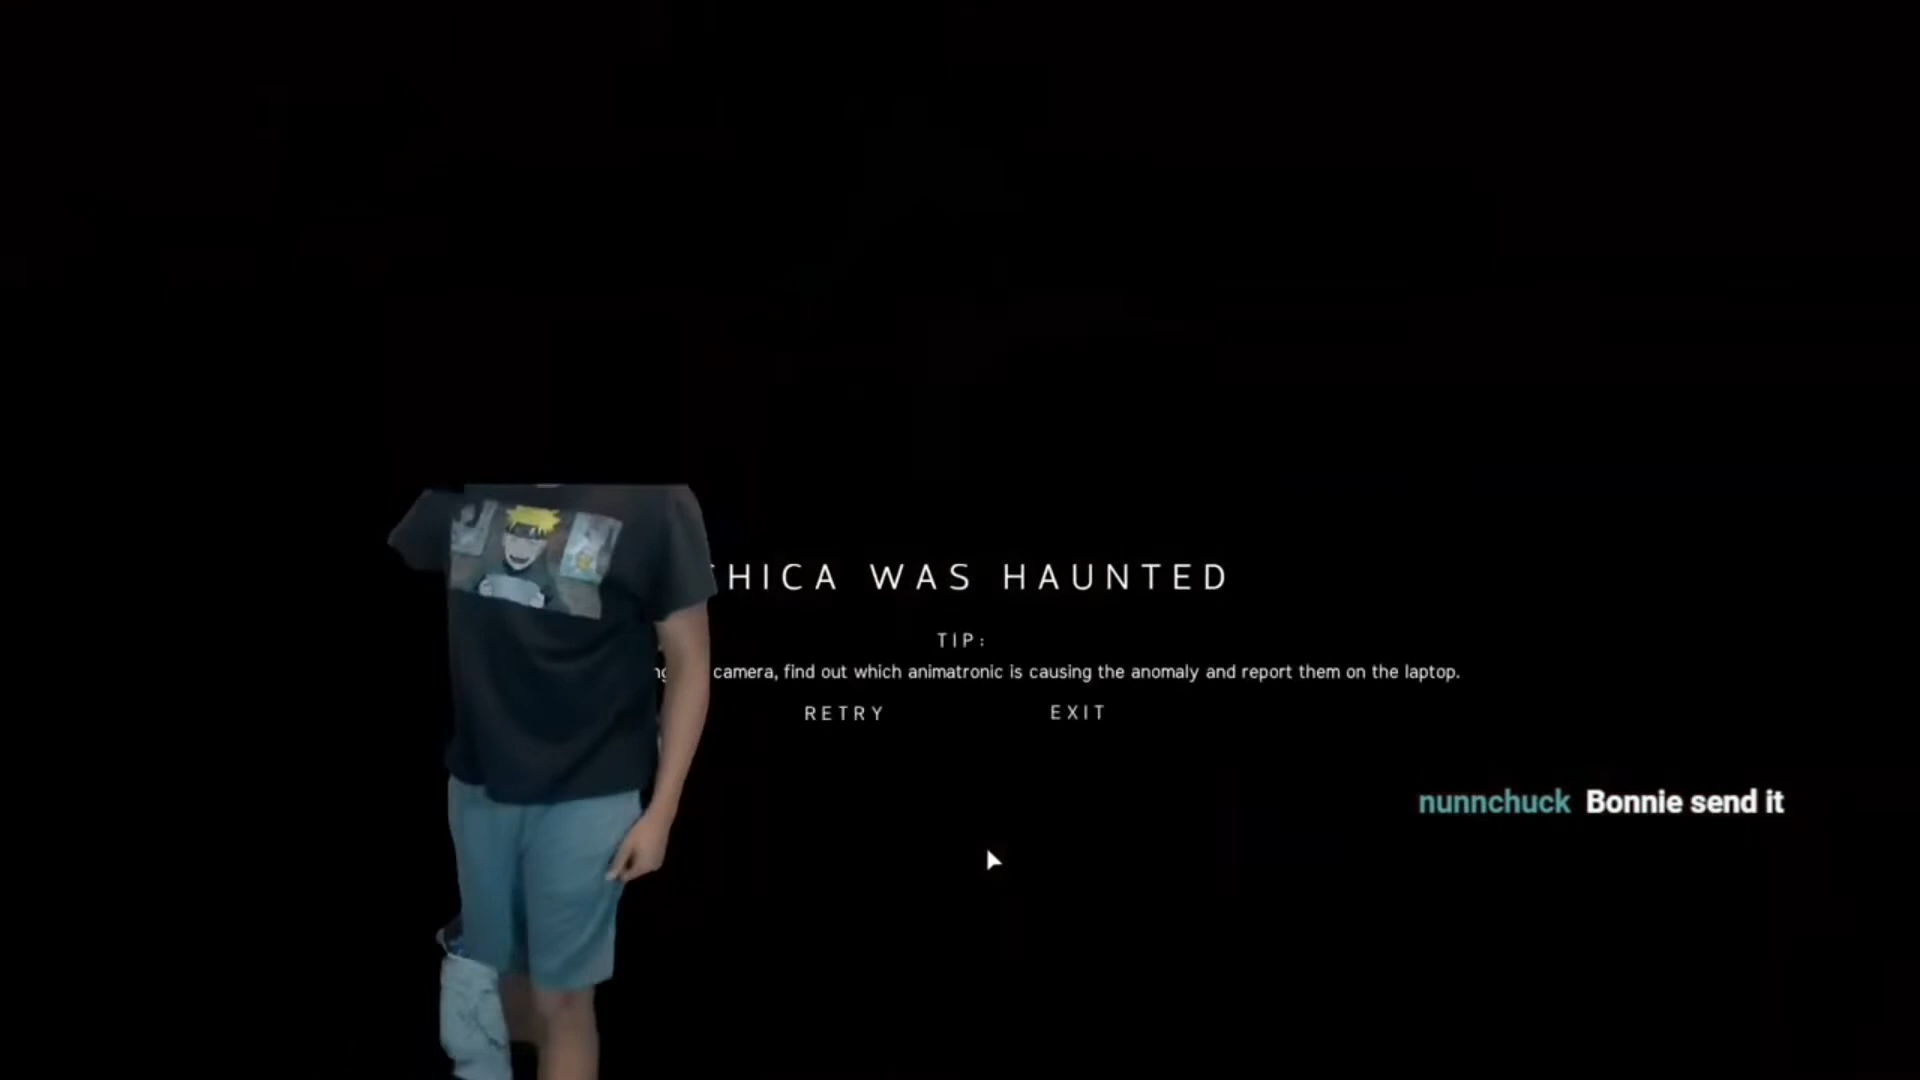 HICA WAS HAUNTED
TIP:
camera, find out which animatronic is causing the anomaly and report them on the laptop.
RETRY EXIT
nunnchuck Bonnie send it